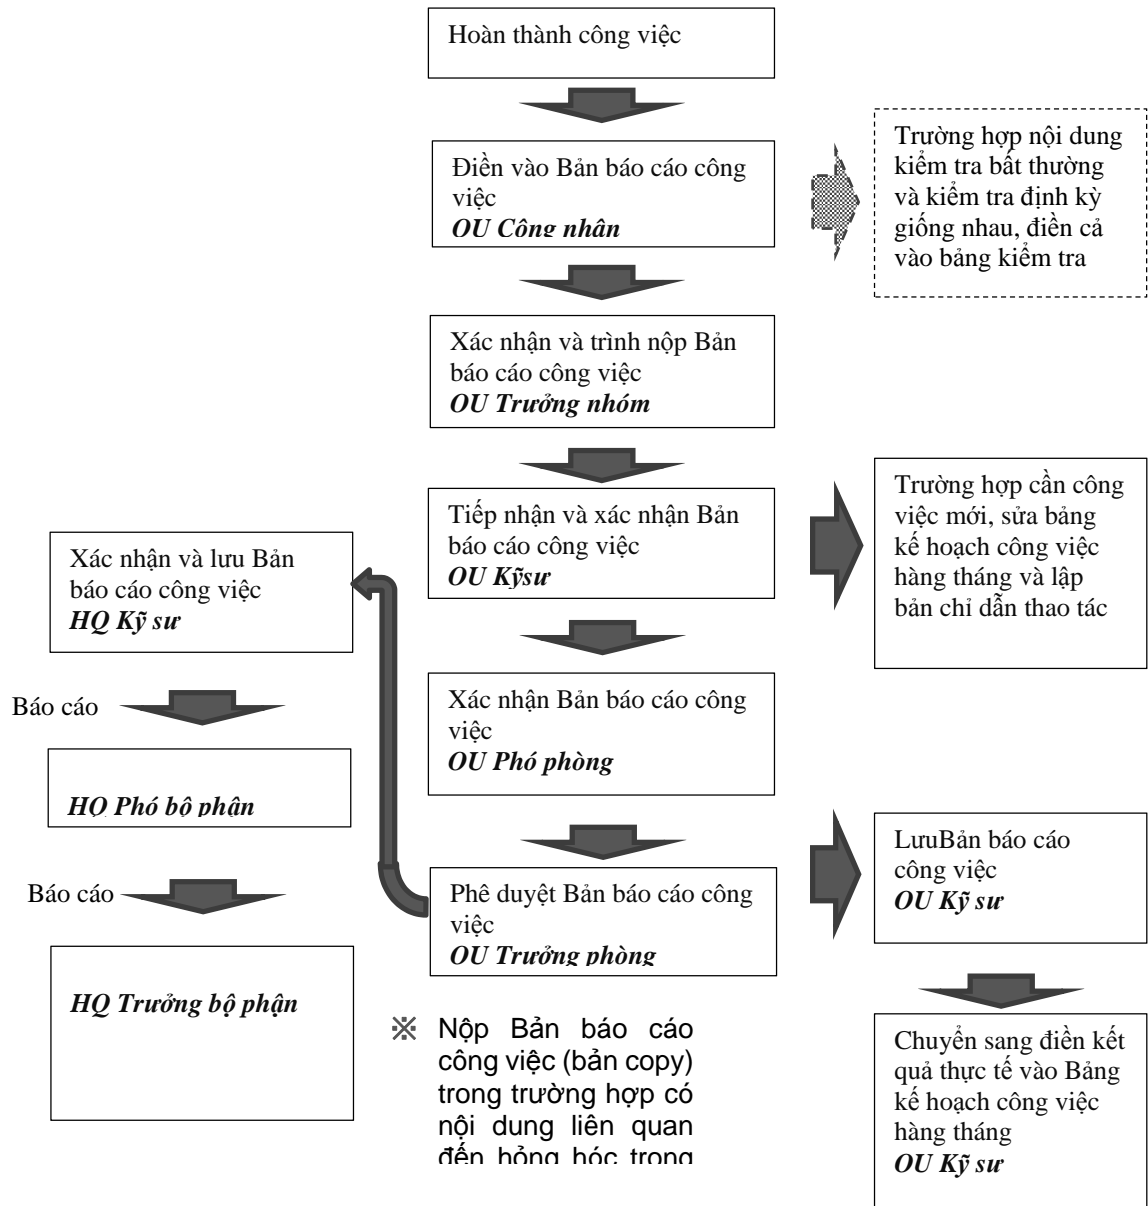 Hoàn thành công việc
Điền vào Bản báo cáo công
việc
OU Công nhân
Trường hợp nội dung
kiểm tra bất thường
và kiểm tra định kỳ
giống nhau, điền cả
vào bảng kiểm tra
Xác nhận và trình nộp Bản
báo cáo công việc
OU Trưởng nhóm
Tiếp nhận và xác nhận Bản
báo cáo công việc
OU Kỹsư
Trường hợp cần công
việc mới, sửa bảng
kế hoạch công việc
hàng tháng và lập
bản chỉ dẫn thao tác
Xác nhận và lưu Bản
báo cáo công việc
HQ Kỹ sư
Báo cáo
Xác nhận Bản báo cáo công
việc
OU Phó phòng
HQ Phó bộ phận
Báo cáo
Phê duyệt Bản báo cáo công
việc
OU Trưởng phòng
LưuBản báo cáo
công việc
OU Kỹ sư
HQ Trưởng bộ phận
※ Nộp Bản báo cáo
công việc (bản copy)
trong trường hợp có
nội dung liên quan
đến hỏng hóc trong
Chuyển sang điền kết
quả thực tế vào Bảng
kế hoạch công việc
hàng tháng
OU Kỹ sư